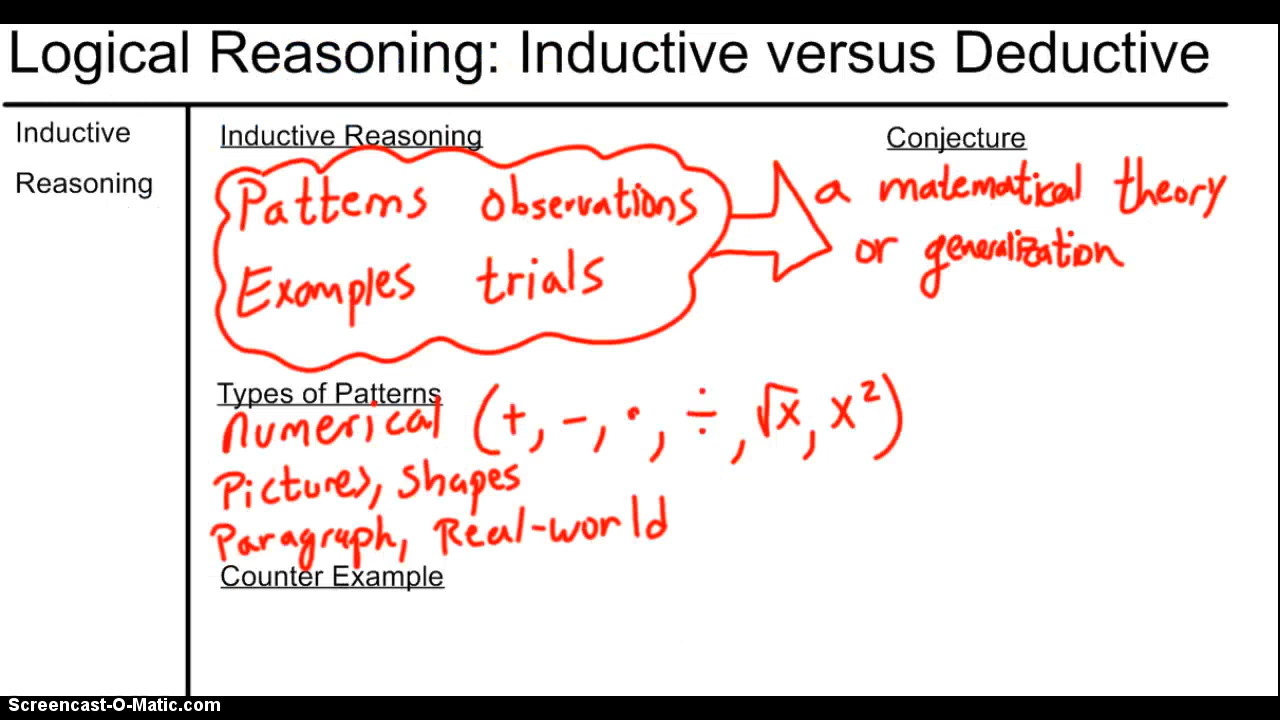 Logical Reasoning: Inductive versus Deductive
Inductive
Reasoning
Inductive Reasoning
Patterns observations
Examples trials
Conjecture
a matematical theory
or generalization
Types of Patterns
Numerical (+, -, •, ÷, √x, x²)
Pictures, Shapes
Paragraph, Real-world
Counter Example
Screencast-O-Matic.com